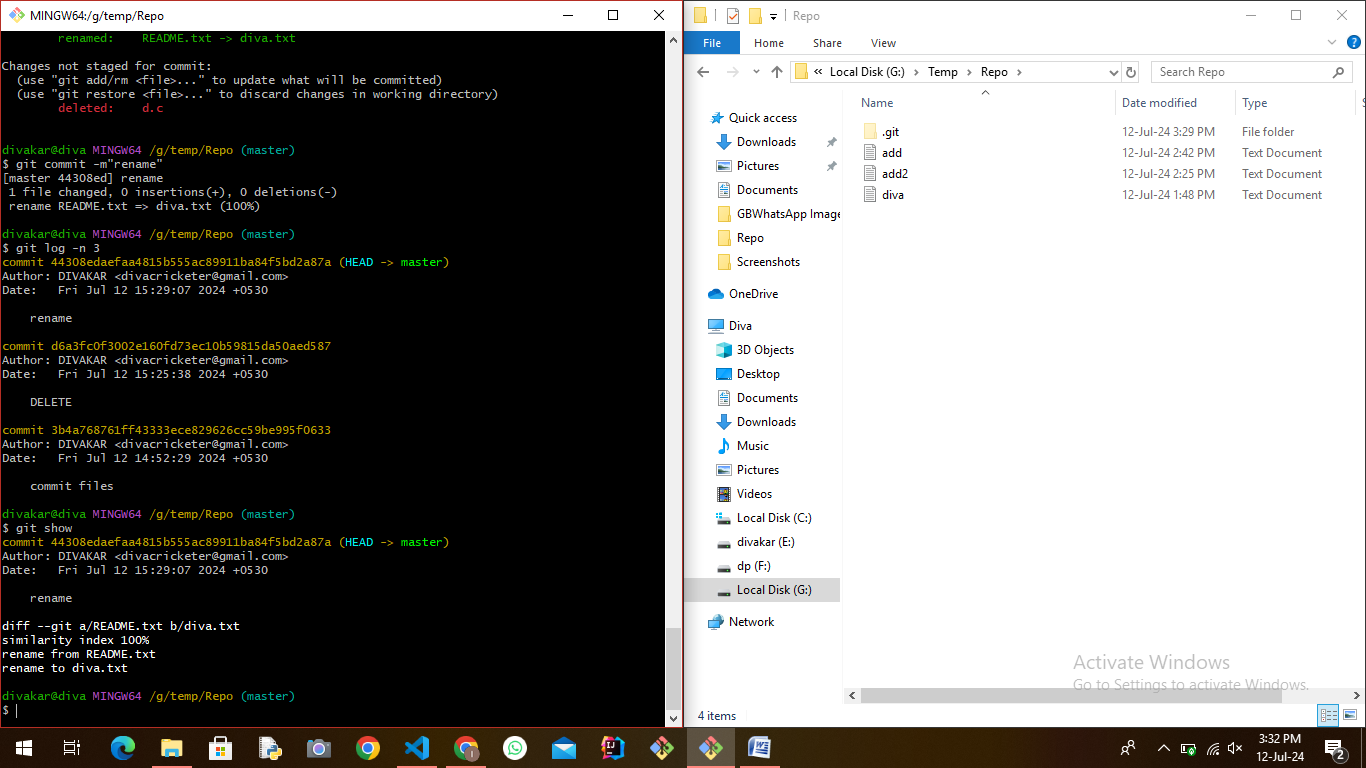 MINGW64:/g/temp/Repo
renamed:    README.txt -> diva.txt
Changes not staged for commit:
(use "git add/rm <file>..." to update what will be committed)
(use "git restore <file>..." to discard changes in working directory)
deleted:    d.c
divakar@diva MINGW64 /g/temp/Repo (master)
$ git commit -m"rename"
[master 44308ed] rename
1 file changed, 0 insertions(+), 0 deletions(-)
rename README.txt => diva.txt (100%)
divakar@diva MINGW64 /g/temp/Repo (master)
$ git log -n 3
commit 44308edaefaa4815b555ac89911ba84f5bd2a87a (HEAD -> master)
Author: DIVAKAR <divacricketer@gmail.com>
Date:   Fri Jul 12 15:29:07 2024 +0530
rename
commit d6a3fc0f3002e160fd73ec10b59815da50aed587
Author: DIVAKAR <divacricketer@gmail.com>
Date:   Fri Jul 12 15:25:38 2024 +0530
DELETE
commit 3b4a768761ff43333ece829626cc59be995f0633
Author: DIVAKAR <divacricketer@gmail.com>
Date:   Fri Jul 12 14:52:29 2024 +0530
commit files
divakar@diva MINGW64 /g/temp/Repo (master)
$ git show
commit 44308edaefaa4815b555ac89911ba84f5bd2a87a (HEAD -> master)
Author: DIVAKAR <divacricketer@gmail.com>
Date:   Fri Jul 12 15:29:07 2024 +0530
rename
diff --git a/README.txt b/diva.txt
similarity index 100%
rename from README.txt
rename to diva.txt
divakar@diva MINGW64 /g/temp/Repo (master)
$
Repo
File Home Share View
« Local Disk (G:) > Temp > Repo >
Search Repo
Quick access
Downloads
Pictures
Documents
GBWhatsApp Image
Repo
Screenshots
OneDrive
Diva
3D Objects
Desktop
Documents
Downloads
Music
Pictures
Videos
Local Disk (C:)
divakar (E:)
dp (F:)
Local Disk (G:)
Network
Name Date modified Type
.git 12-Jul-24 3:29 PM File folder
add 12-Jul-24 2:42 PM Text Document
add2 12-Jul-24 2:25 PM Text Document
diva 12-Jul-24 1:48 PM Text Document
Activate Windows
Go to Settings to activate Windows.
4 items
3:32 PM
12-Jul-24
2